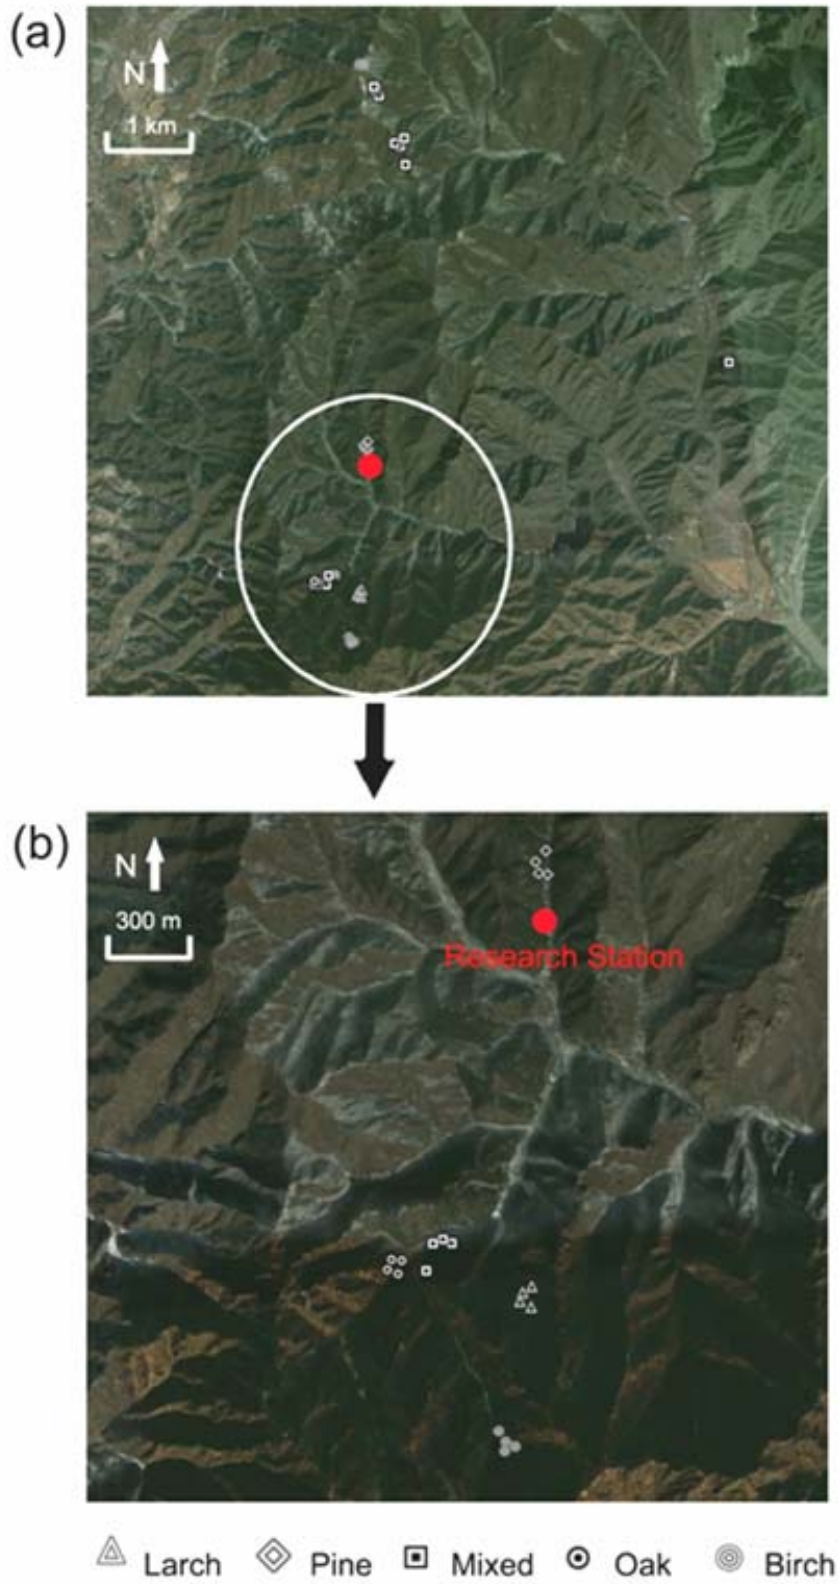 (a)
N
1 km
(b)
N
300 m
Research Station
Larch Pine Mixed Oak Birch